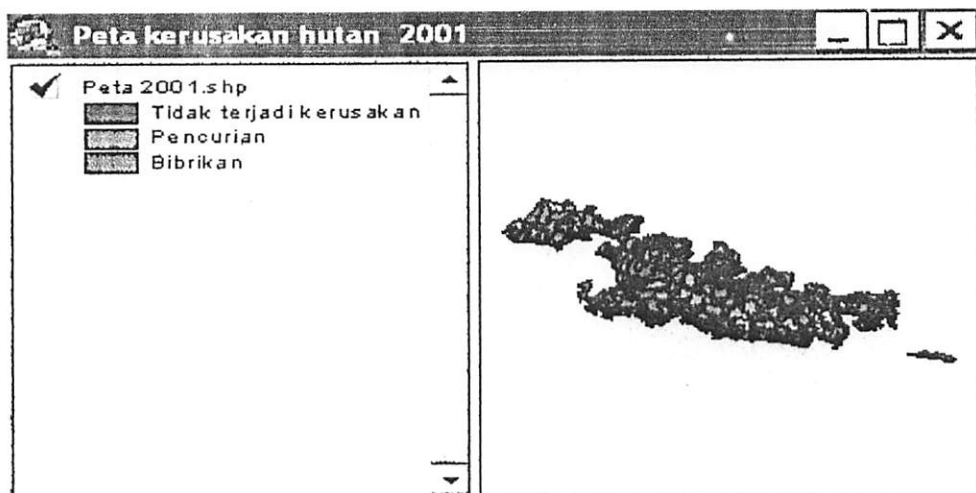 Peta kerusakan hutan 2001
Peta 2001.shp
Tidak terjadi kerusakan
Pencurian
Bibrikan